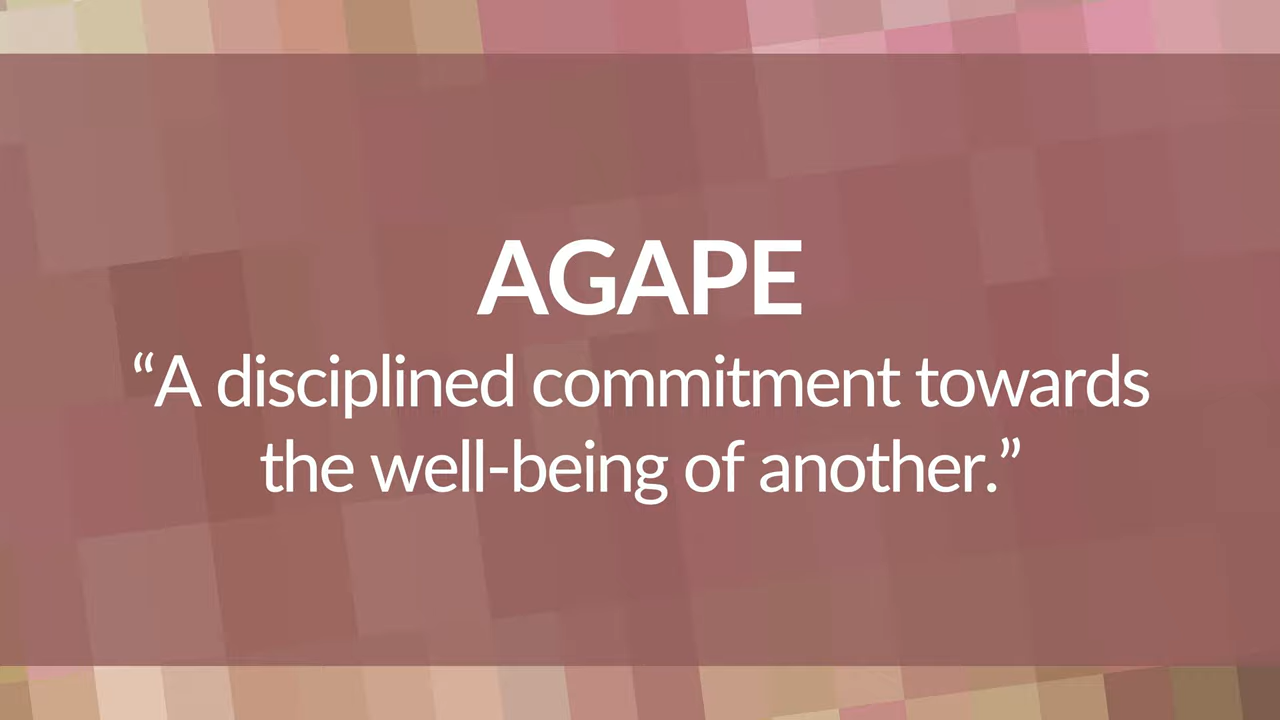 AGAPE
“A disciplined commitment towards
the well-being of another.”